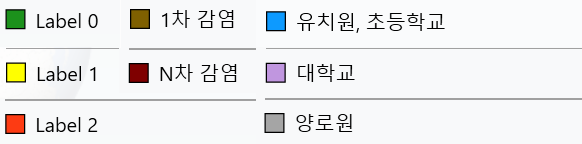 Label 0
1차 감염
유치원, 초등학교
Label 1
N차 감염
대학교
Label 2
양로원